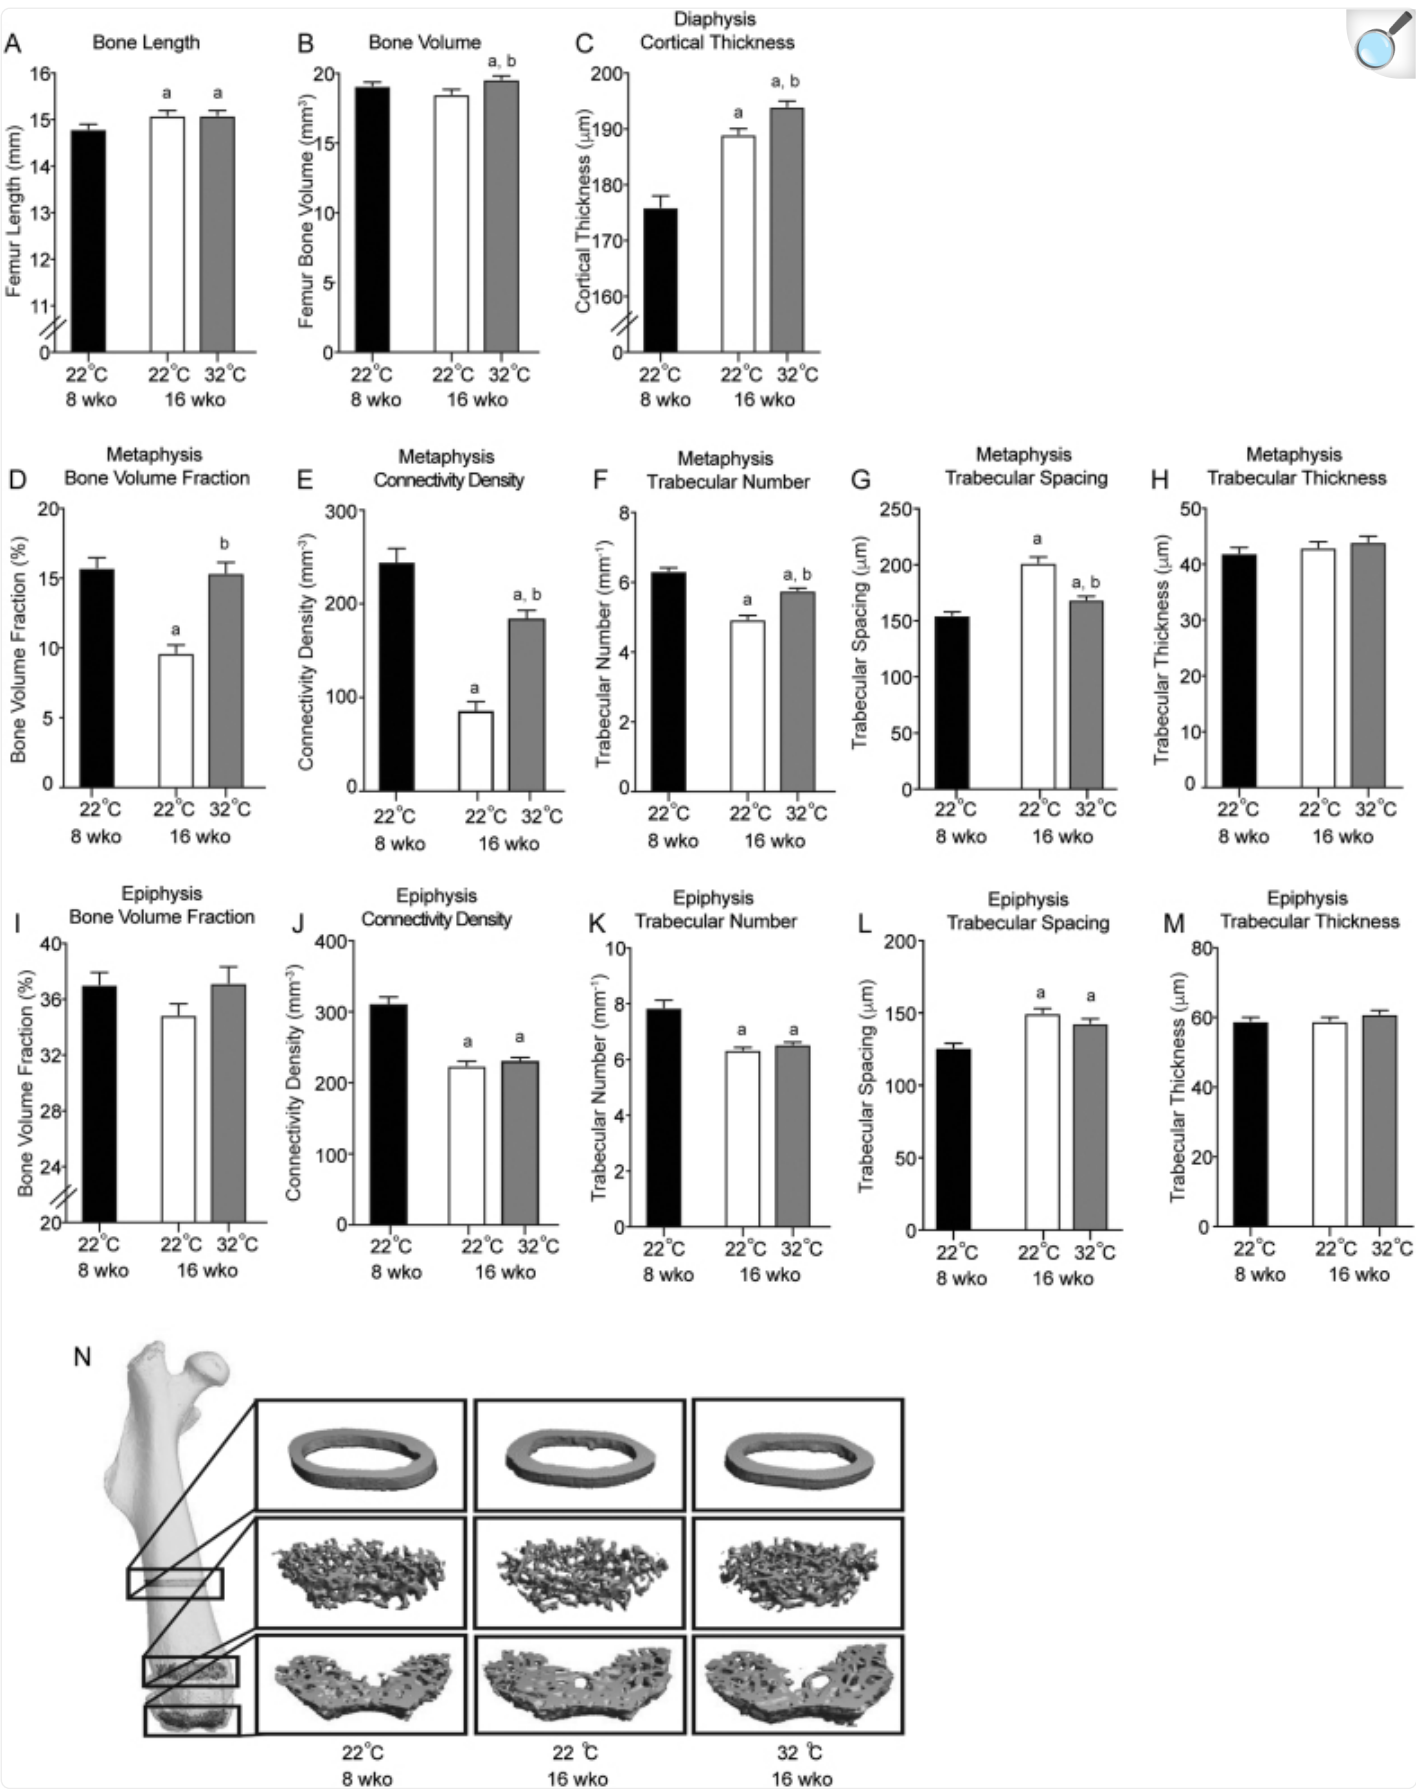 A Bone Length
Femur Length (mm)
16
15
14
13
12
11
0
a a
22°C 22°C 32°C
8 wko 16 wko
B Bone Volume
Femur Bone Volume (mm³)
20
15
10
5
0
a, b
22°C 22°C 32°C
8 wko 16 wko
C Diaphysis
Cortical Thickness
Cortical Thickness (μm)
200
190
180
170
160
0
a a, b
22°C 22°C 32°C
8 wko 16 wko
D Metaphysis
Bone Volume Fraction
Bone Volume Fraction (%)
20
15
10
5
0
a b
22°C 22°C 32°C
8 wko 16 wko
E Metaphysis
Connectivity Density
Connectivity Density (mm⁻³)
300
200
100
0
a a, b
22°C 22°C 32°C
8 wko 16 wko
F Metaphysis
Trabecular Number
Trabecular Number (mm⁻¹)
8
6
4
2
0
a a, b
22°C 22°C 32°C
8 wko 16 wko
G Metaphysis
Trabecular Spacing
Trabecular Spacing (μm)
250
200
150
100
50
0
a a, b
22°C 22°C 32°C
8 wko 16 wko
H Metaphysis
Trabecular Thickness
Trabecular Thickness (μm)
50
40
30
20
10
0
22°C 22°C 32°C
8 wko 16 wko
I Epiphysis
Bone Volume Fraction
Bone Volume Fraction (%)
40
36
32
28
24
20
22°C 22°C 32°C
8 wko 16 wko
J Epiphysis
Connectivity Density
Connectivity Density (mm⁻³)
400
300
200
100
0
a a
22°C 22°C 32°C
8 wko 16 wko
K Epiphysis
Trabecular Number
Trabecular Number (mm⁻¹)
10
8
6
4
2
0
a a
22°C 22°C 32°C
8 wko 16 wko
L Epiphysis
Trabecular Spacing
Trabecular Spacing (μm)
200
150
100
50
0
a a
22°C 22°C 32°C
8 wko 16 wko
M Epiphysis
Trabecular Thickness
Trabecular Thickness (μm)
80
60
40
20
0
22°C 22°C 32°C
8 wko 16 wko
N
22°C 22°C 32°C
8 wko 16 wko 16 wko